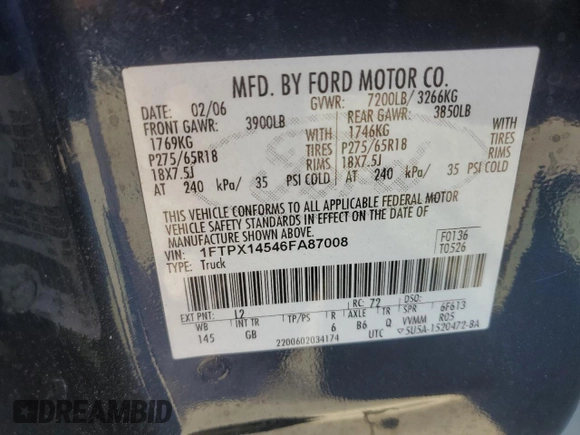 MFD. BY FORD MOTOR CO.
DATE: 02/06 GVWR: 7200LB/ 3266KG
FRONT GAWR: 3900LB REAR GAWR: 3850LB
1769KG WITH 1746KG WITH
P275/65R18 TIRES P275/65R18 TIRES
18X7.5J RIMS 18X7.5J RIMS
AT 240 kPa/ 35 PSI COLD AT 240 kPa/ 35 PSI COLD
THIS VEHICLE CONFORMS TO ALL APPLICABLE FEDERAL MOTOR
VEHICLE SAFETY STANDARDS IN EFFECT ON THE DATE OF
MANUFACTURE SHOWN ABOVE.
VIN: 1FTPX14546FA87008 F0136
TYPE: Truck T0526
EXT PNT: L2 RC: 72 DSO:
WB INT TR TP/PS R AXLE TR SPR 6F613
145 GB 6 B6 Q VVMM R05
2200602034174 UTC 5U5A-1520472-BA
DREAMBID